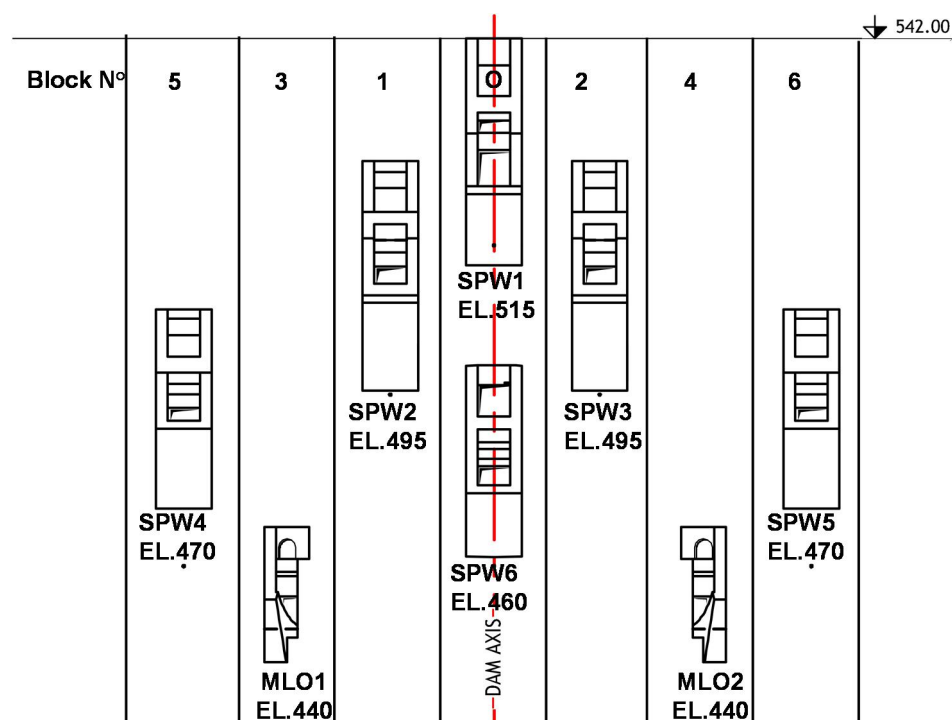 542.00
Block Nº 5 3 1 0 2 4 6
SPW1
EL.515
SPW2
EL.495
SPW3
EL.495
SPW4
EL.470
SPW5
EL.470
SPW6
EL.460
DAM AXIS
MLO1
EL.440
MLO2
EL.440